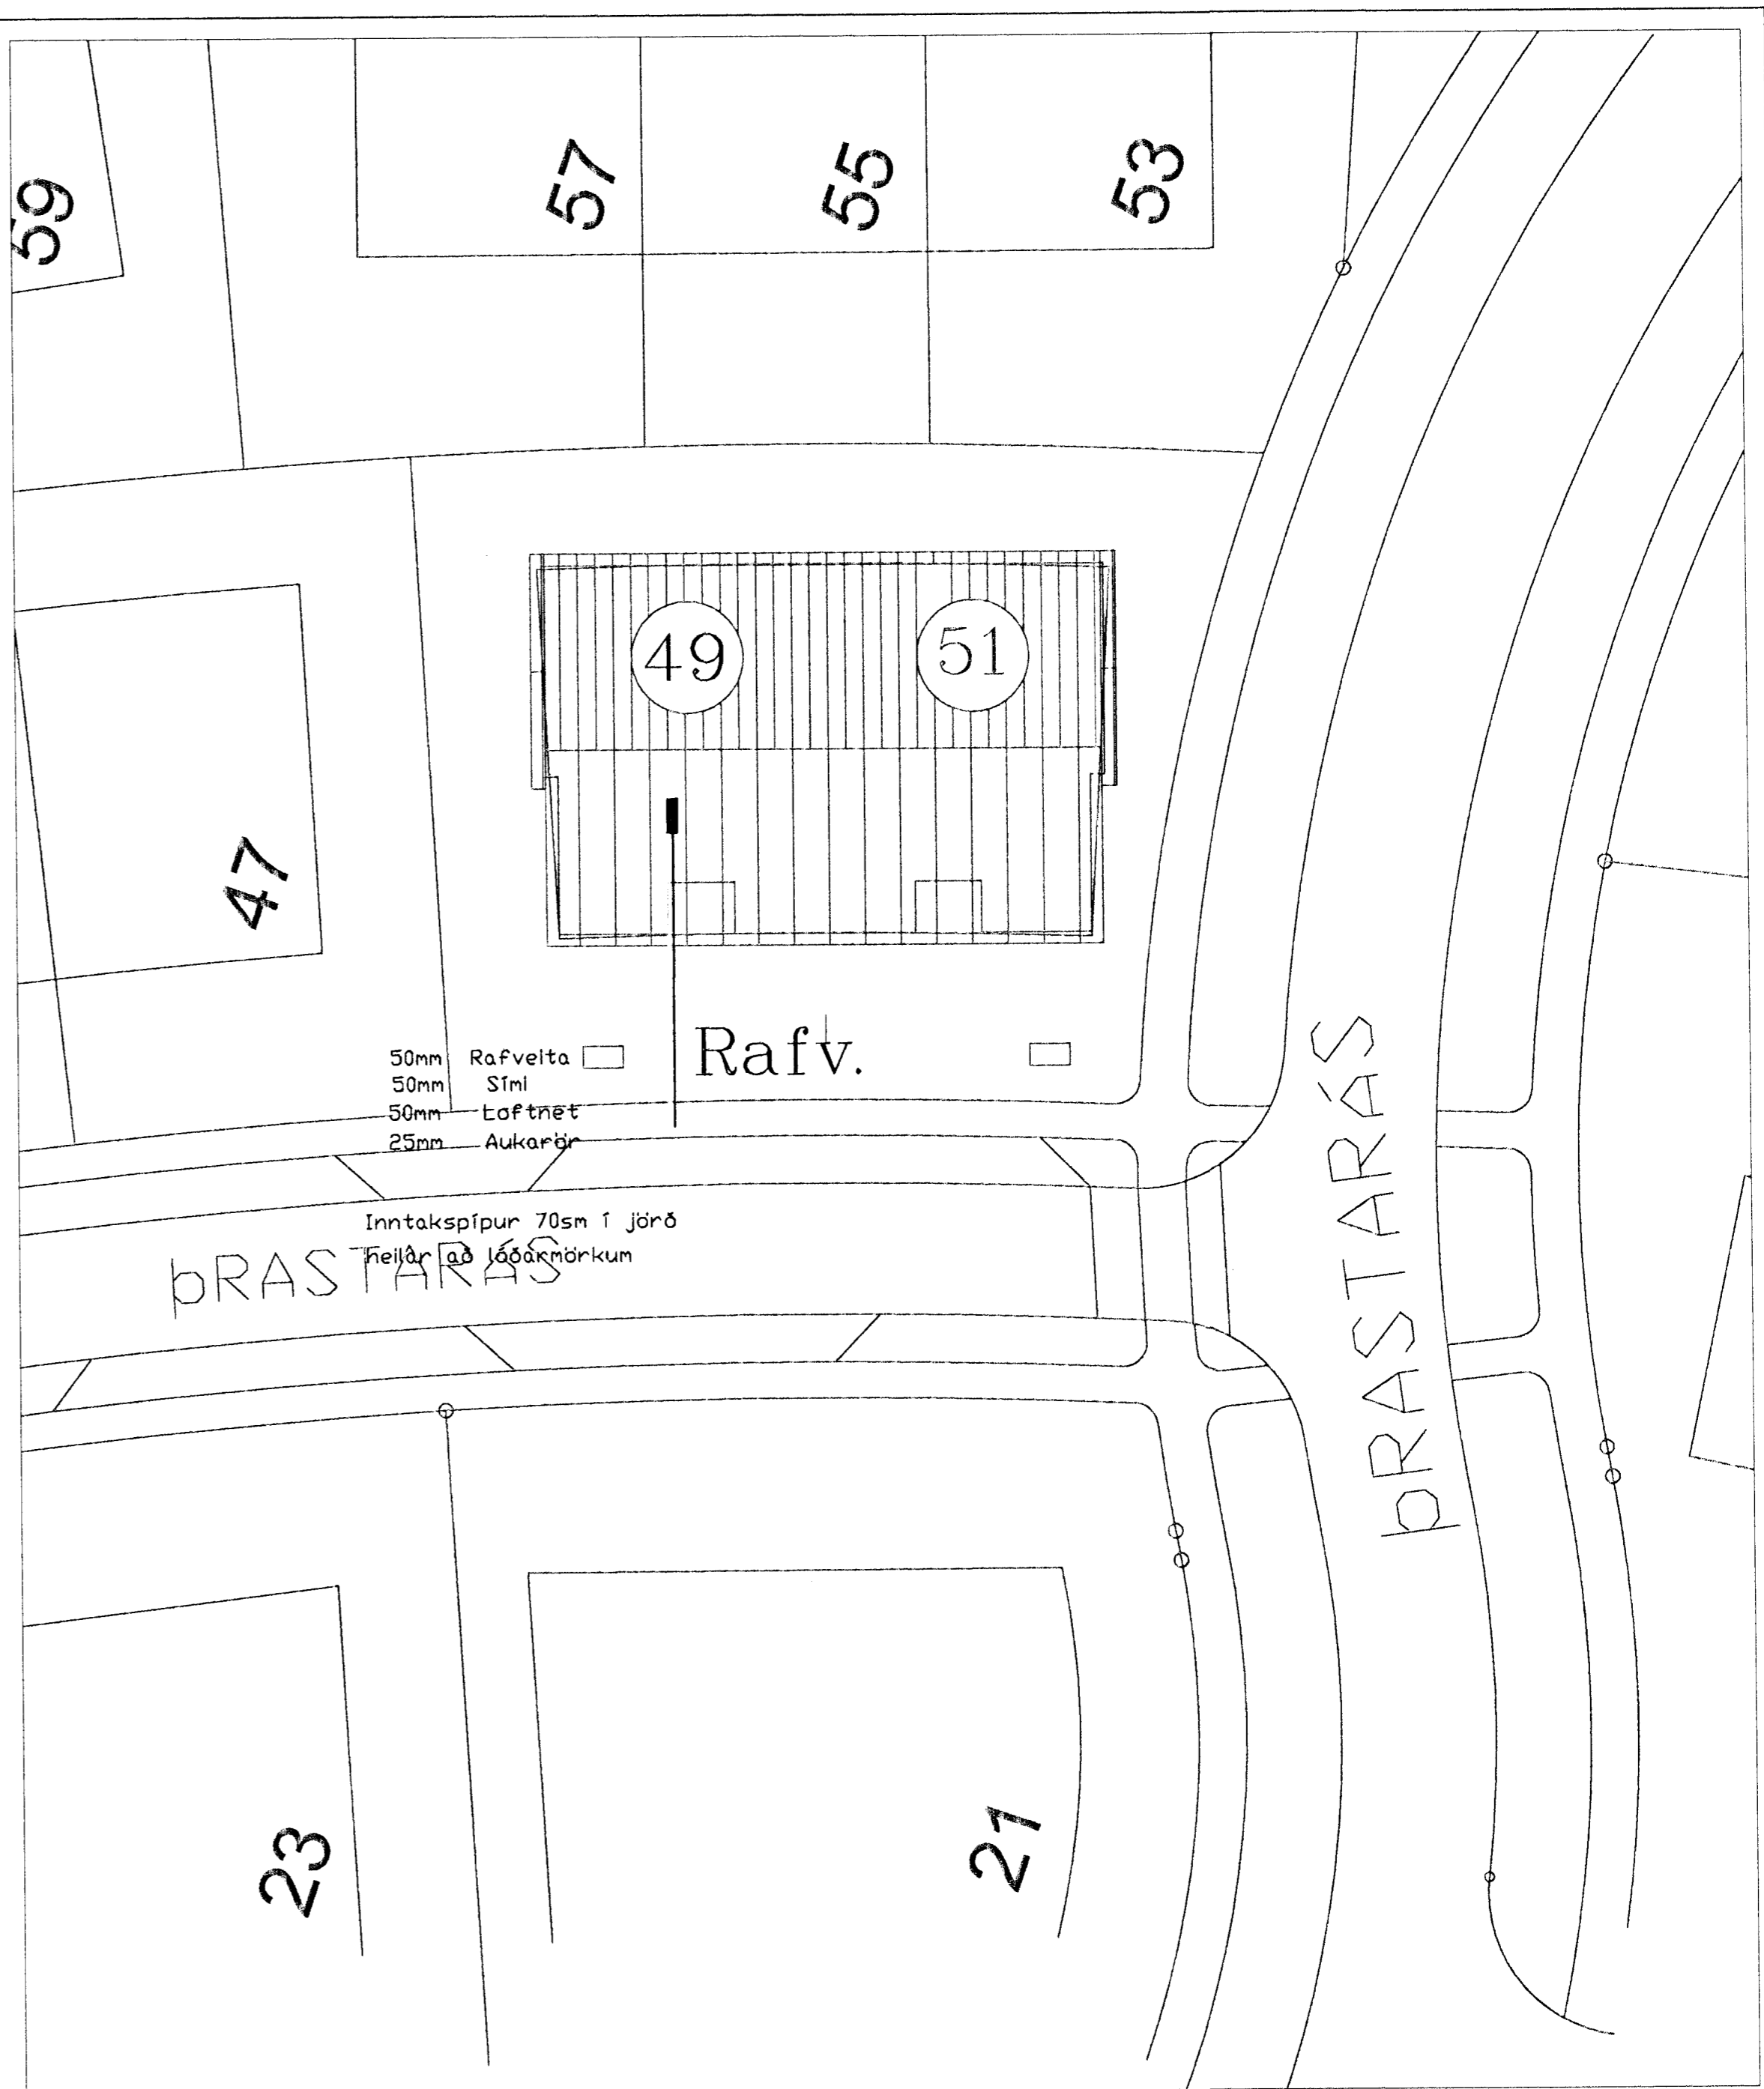 59
57
55
53
49
51
47
50mm Rafveita
50mm Sími
50mm Loftnet
25mm Aukarör
Rafv.
Inntakspípur 70sm í jörð
heilar að lóðarmörkum
ÞRASTARÁS
ÞRASTARÁS
23
21